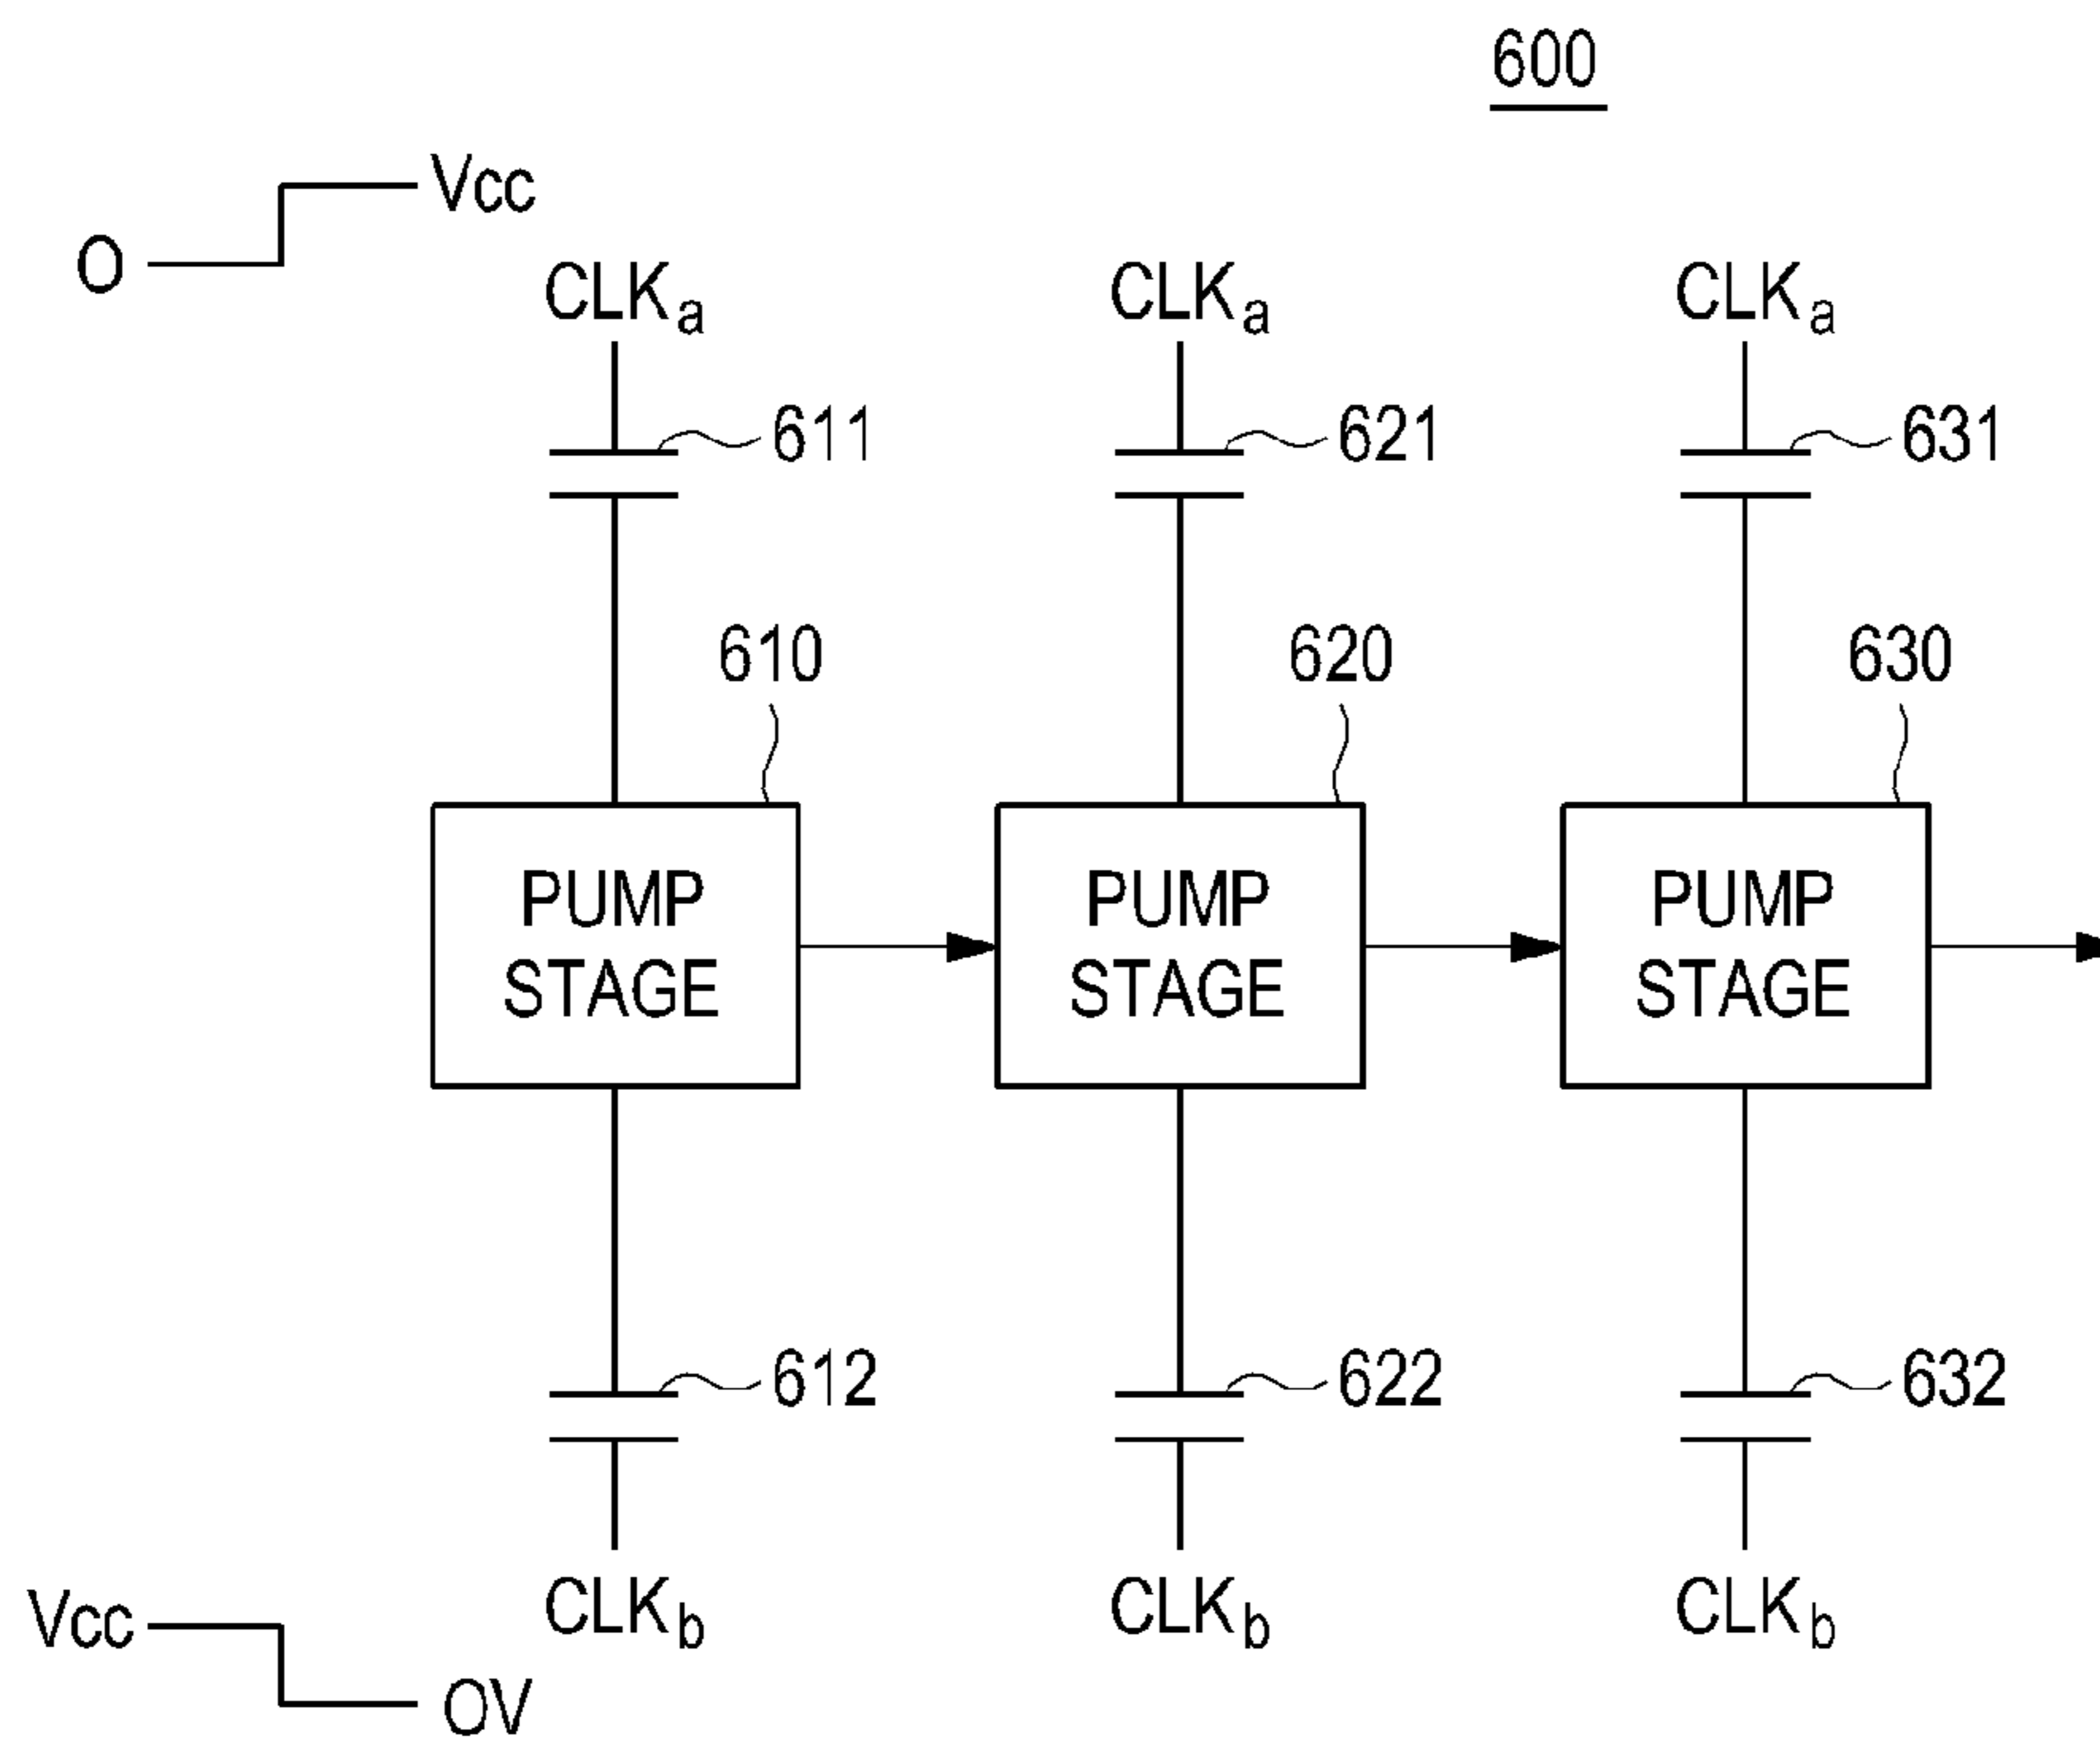 600
Vcc
O
CLKa CLKa CLKa
611 621 631
610 620 630
PUMP STAGE
PUMP STAGE
PUMP STAGE
612 622 632
CLKb CLKb CLKb
Vcc
OV